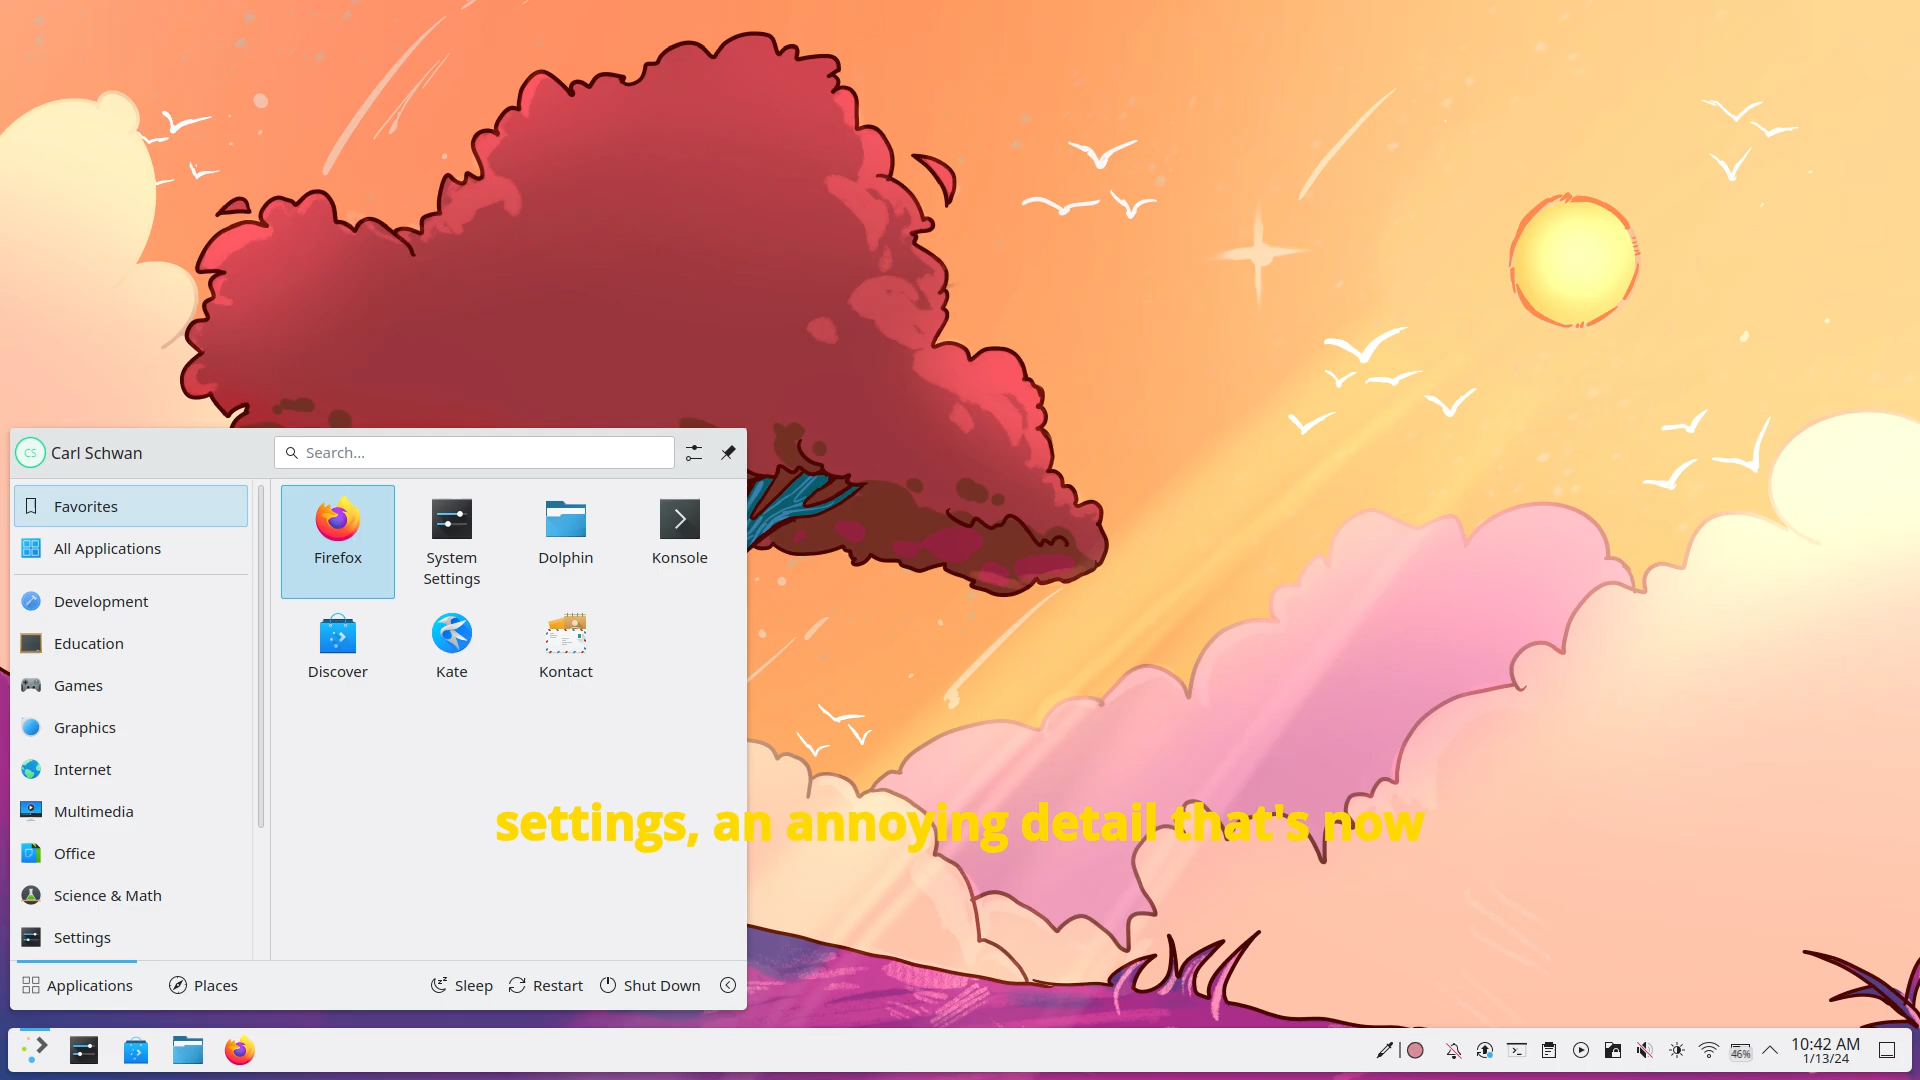 CS Carl Schwan
Search...
Favorites
All Applications
Development
Education
Games
Graphics
Internet
Multimedia
Office
Science & Math
Settings
Firefox
System
Settings
Dolphin
Konsole
Discover
Kate
Kontact
settings, an annoying detail that's now
Applications
Places
Sleep
Restart
Shut Down
46%
10:42 AM
1/13/24